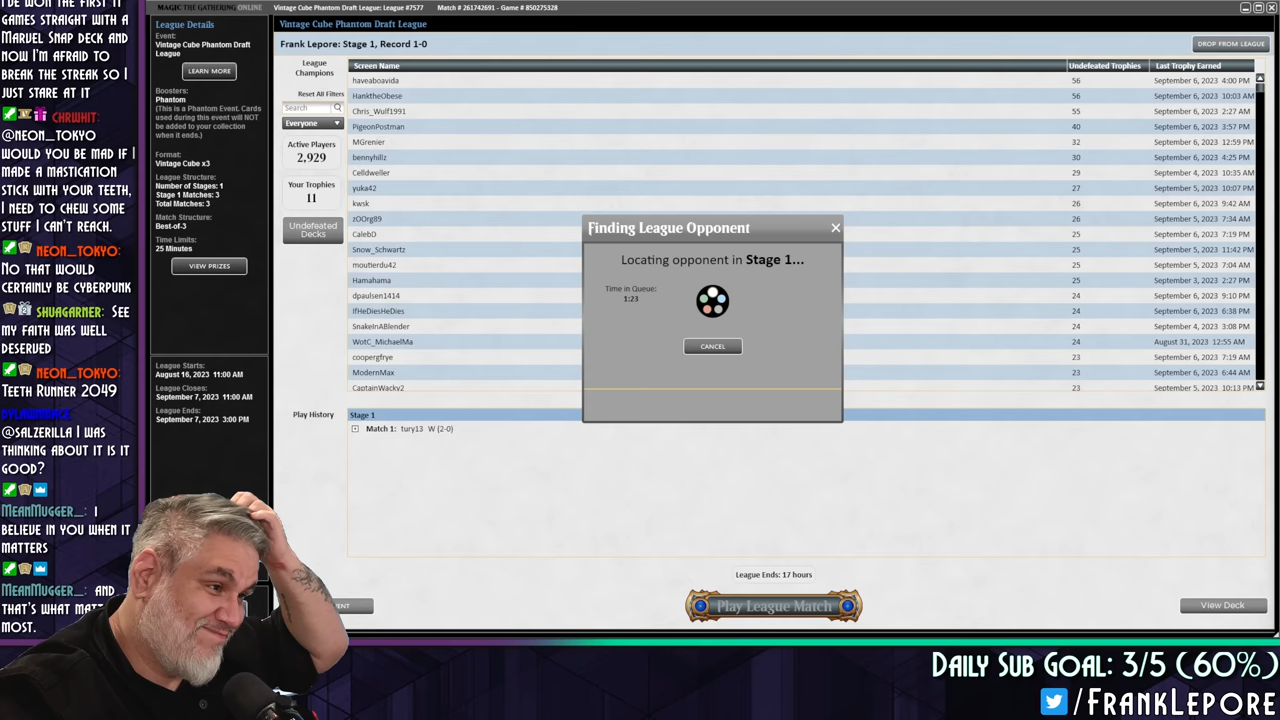 I've won the first 11
games straight with a
Marvel Snap deck and
now I'm afraid to
break the streak so I
just stare at it
Chrwhit:
@Neon_Tokyo
would you be mad if I
made a mastication
stick with your teeth,
I need to chew some
stuff I can't reach.
Neon_Tokyo:
No that would
certainly be cyberpunk
Shuagarner: See
my faith was well
deserved
Neon_Tokyo:
Teeth Runner 2049
@Salzerilla I was
thinking about it is it
good?
MeanMugger_: I
believe in you when it
matters
MeanMugger_: And
that's what
most.
MAGIC THE GATHERING ONLINE
Vintage Cube Phantom Draft League: League #7577
Match # 261742691 - Game # 850275328
League Details
Event:
Vintage Cube Phantom Draft
League
LEARN MORE
Boosters:
Phantom
(This is a Phantom Event. Cards
used during this event will NOT
be added to your collection
when it ends.)
Format:
Vintage Cube x3
League Structure:
Number of Stages: 1
Stage 1 Matches: 3
Total Matches: 3
Match Structure:
Best-of-3
Time Limits:
25 Minutes
VIEW PRIZES
League Starts:
August 16, 2023 11:00 AM
League Closes:
September 7, 2023 11:00 AM
League Ends:
September 7, 2023 3:00 PM
Vintage Cube Phantom Draft League
Frank Lepore: Stage 1, Record 1-0
DROP FROM LEAGUE
League
Champions
Reset All Filters
Search
Everyone
Active Players
2,929
Your Trophies
11
Undefeated
Decks
Screen Name Undefeated Trophies Last Trophy Earned
haveaboavida 56 September 6, 2023 4:00 PM
HanktheObese 56 September 6, 2023 10:03 AM
Chris_Wulf1991 55 September 6, 2023 2:27 AM
PigeonPostman 40 September 6, 2023 3:57 PM
MGrenier 32 September 6, 2023 12:59 PM
bennyhillz 30 September 6, 2023 4:25 PM
Celldweller 29 September 4, 2023 10:35 AM
yuka42 27 September 5, 2023 10:07 PM
kwsk 26 September 6, 2023 9:42 AM
zOOrg89 26 September 5, 2023 7:34 AM
CalebD 25 September 6, 2023 7:19 PM
Snow_Schwartz 25 September 5, 2023 11:42 PM
moutterdu42 25 September 5, 2023 7:04 AM
Hamahama 25 September 3, 2023 2:27 PM
dpaulsen1414 24 September 6, 2023 9:10 PM
IfHeDiesHeDies 24 September 6, 2023 6:38 PM
SnakeInABlender 24 September 4, 2023 3:08 PM
WotC_MichaelMa 24 August 31, 2023 12:55 AM
coopergfrye 23 September 6, 2023 7:19 AM
ModernMax 23 September 6, 2023 6:44 AM
CaptainWacky2 23 September 5, 2023 10:13 PM
Finding League Opponent
Locating opponent in Stage 1...
Time in Queue:
1:23
CANCEL
Play History
Stage 1
Match 1: tury13 W (2-0)
League Ends: 17 hours
Play League Match
View Deck
Daily Sub Goal: 3/5 (60%)
/FrankLepore